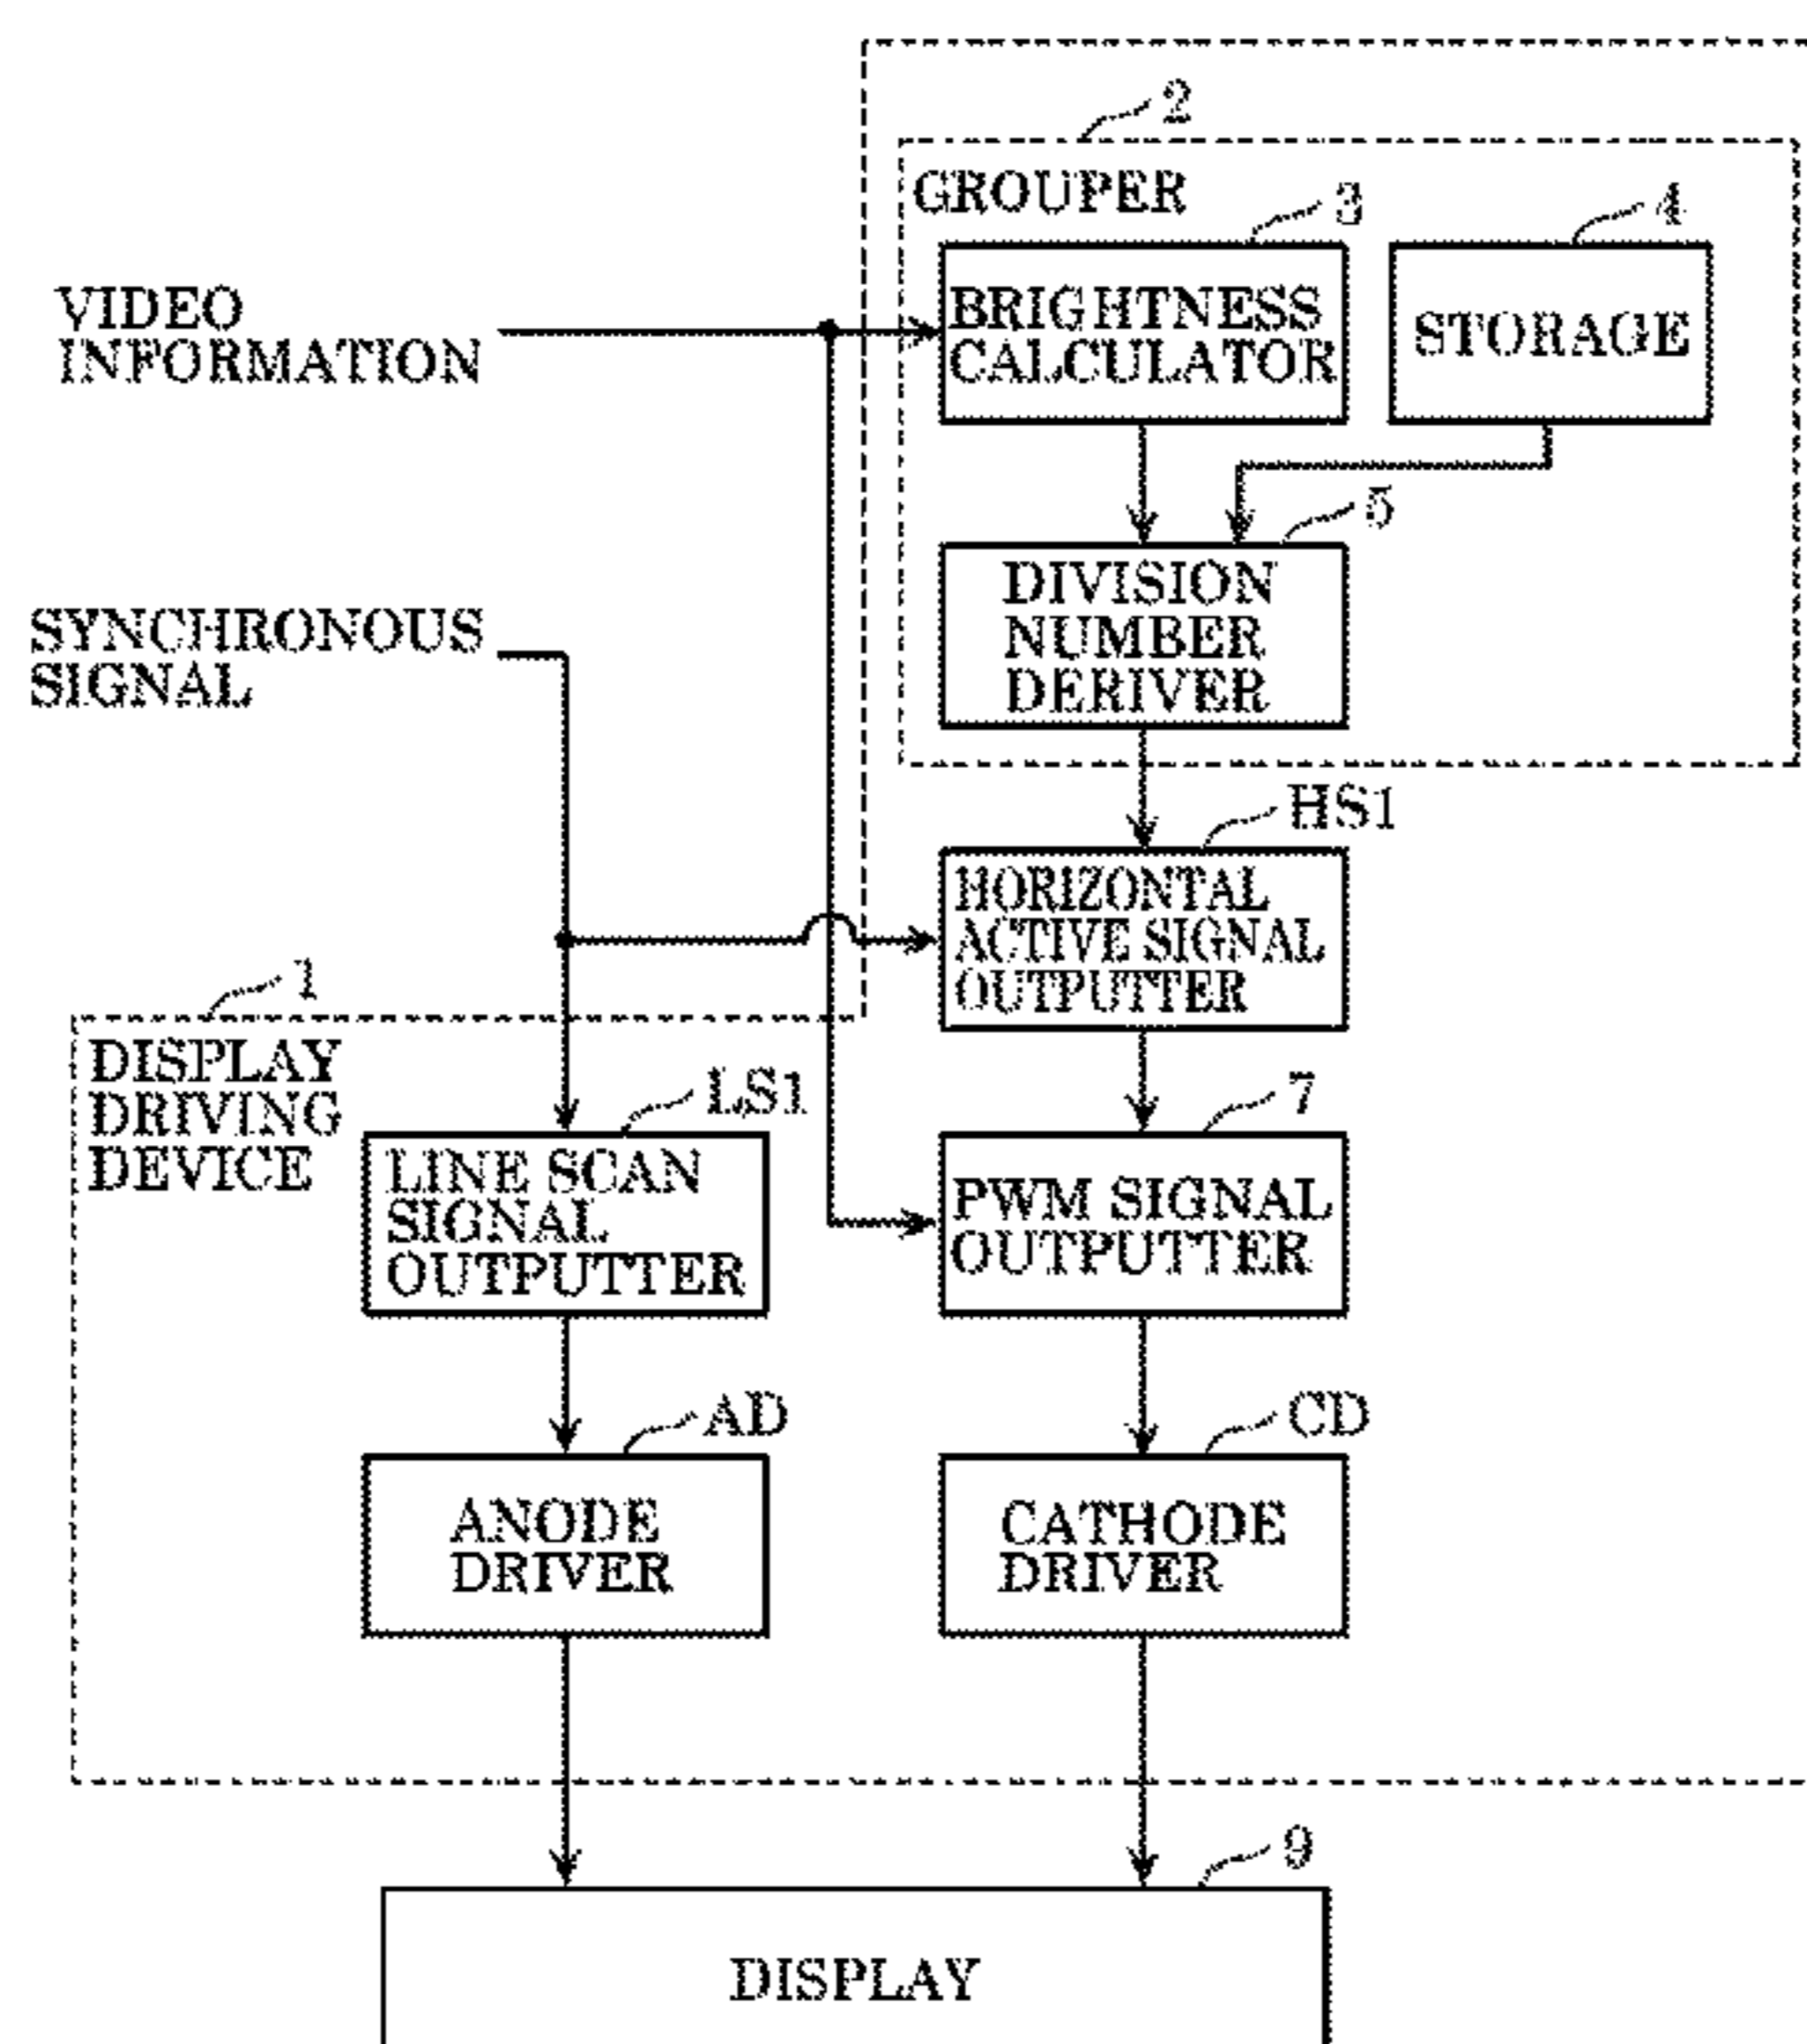 2
GROUPER
3
4
VIDEO
INFORMATION
BRIGHTNESS
CALCULATOR
STORAGE
5
DIVISION
NUMBER
DERIVER
SYNCHRONOUS
SIGNAL
HS1
HORIZONTAL
ACTIVE SIGNAL
OUTPUTTER
1
DISPLAY
DRIVING
DEVICE
LS1
LINE SCAN
SIGNAL
OUTPUTTER
7
PWM SIGNAL
OUTPUTTER
AD
ANODE
DRIVER
CD
CATHODE
DRIVER
9
DISPLAY